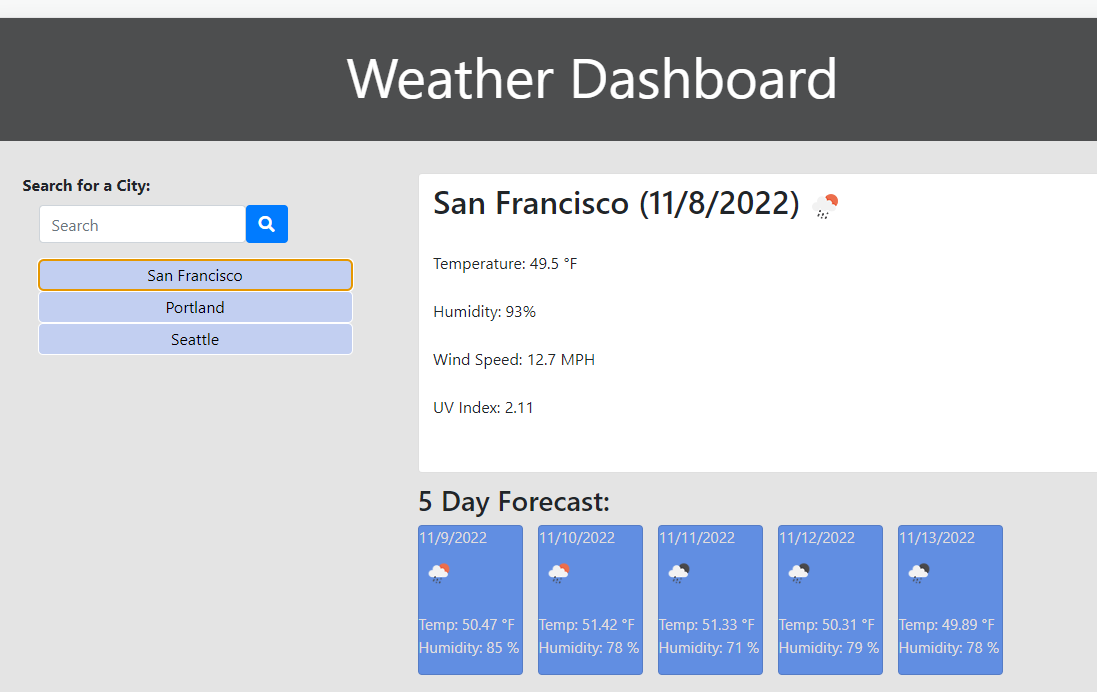 Weather Dashboard
Search for a City:
Search
San Francisco
Portland
Seattle
San Francisco (11/8/2022)
Temperature: 49.5 °F
Humidity: 93%
Wind Speed: 12.7 MPH
UV Index: 2.11
5 Day Forecast:
11/9/2022
Temp: 50.47 °F
Humidity: 85 %
11/10/2022
Temp: 51.42 °F
Humidity: 78 %
11/11/2022
Temp: 51.33 °F
Humidity: 71 %
11/12/2022
Temp: 50.31 °F
Humidity: 79 %
11/13/2022
Temp: 49.89 °F
Humidity: 78 %